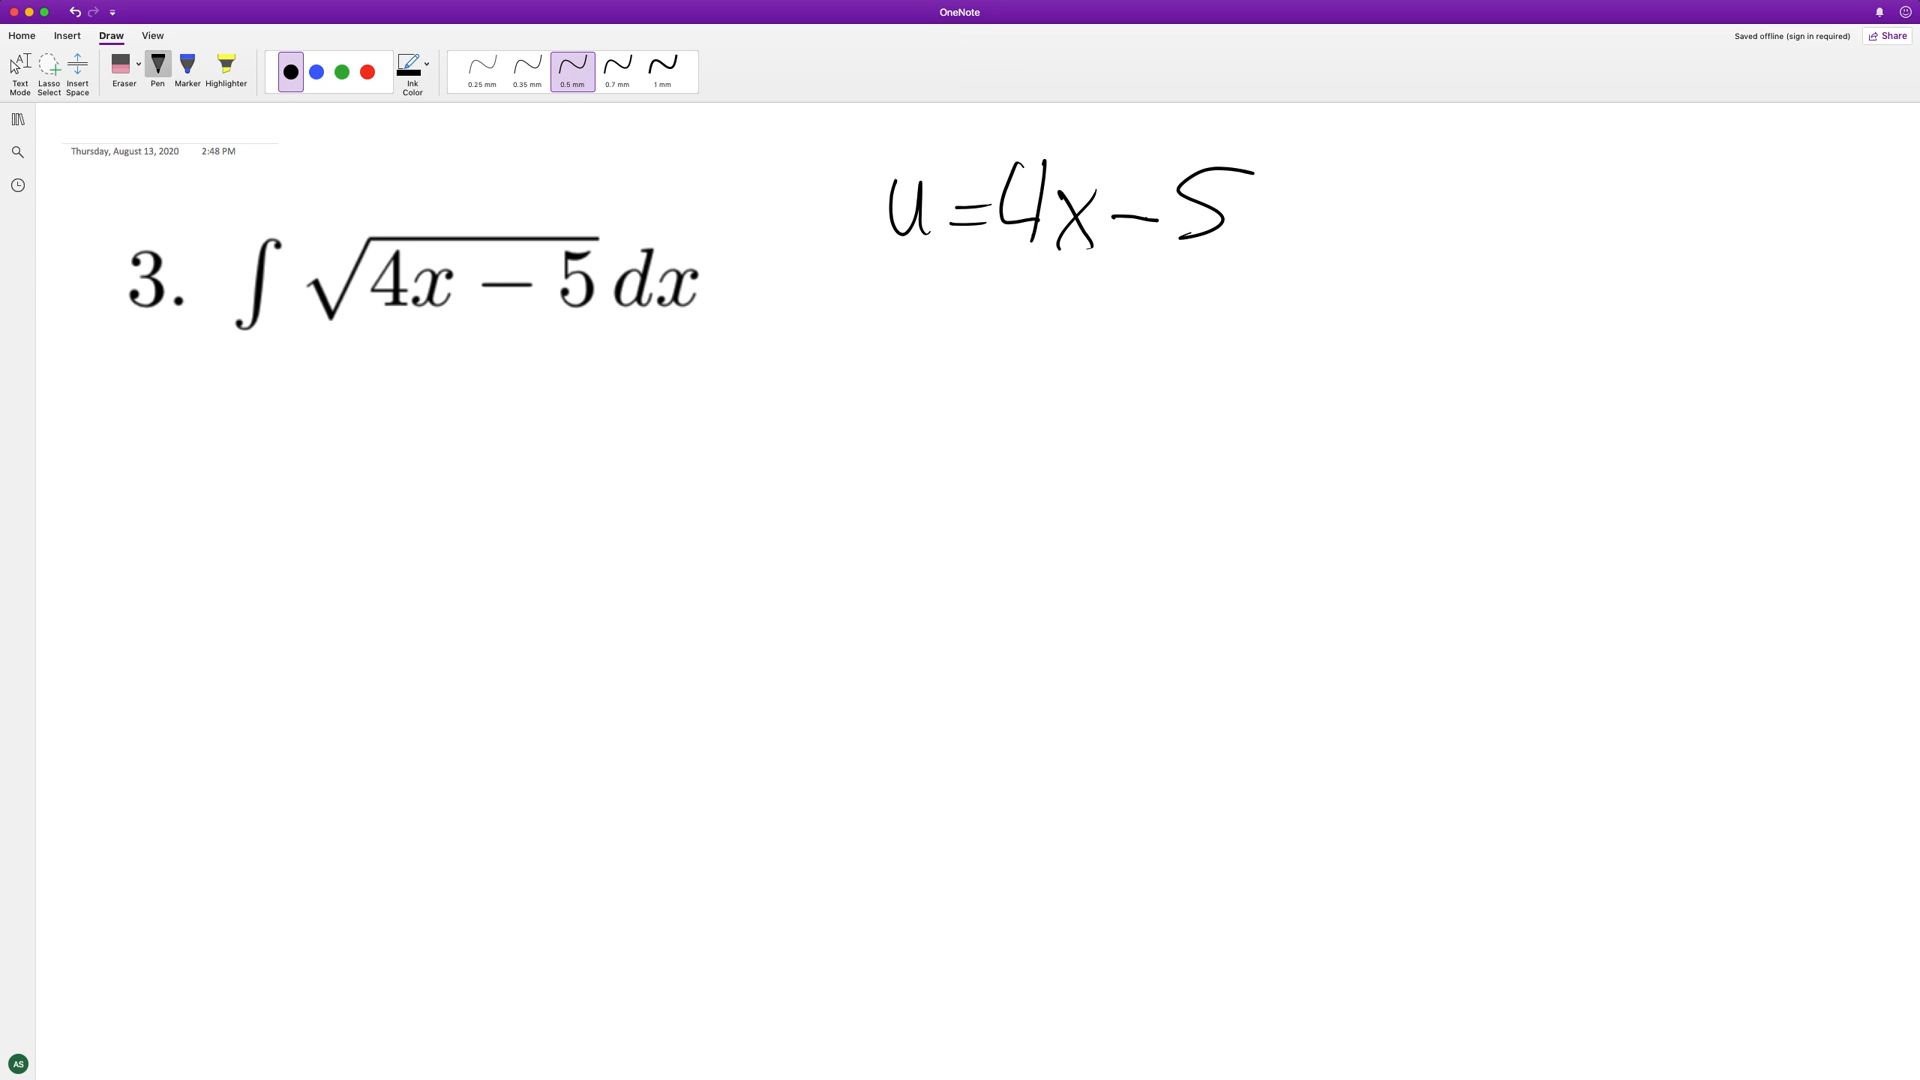 OneNote
Home Insert Draw View
Saved offline (sign in required) Share
Text Mode Lasso Select Insert Space Eraser Pen Marker Highlighter Ink Color 0.25 mm 0.35 mm 0.5 mm 0.7 mm 1 mm
Thursday, August 13, 2020 2:48 PM
u = 4x - 5
3. ∫ √(4x − 5) dx
AS